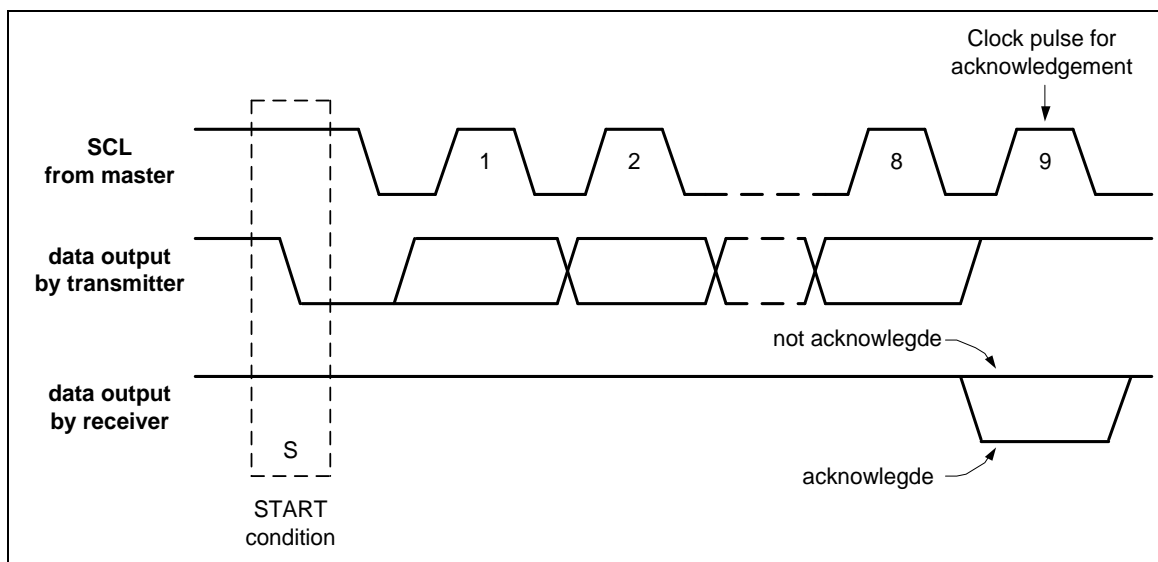 Clock pulse for
acknowledgement
SCL
from master
1
2
8
9
data output
by transmitter
not acknowlegde
data output
by receiver
S
acknowlegde
START
condition